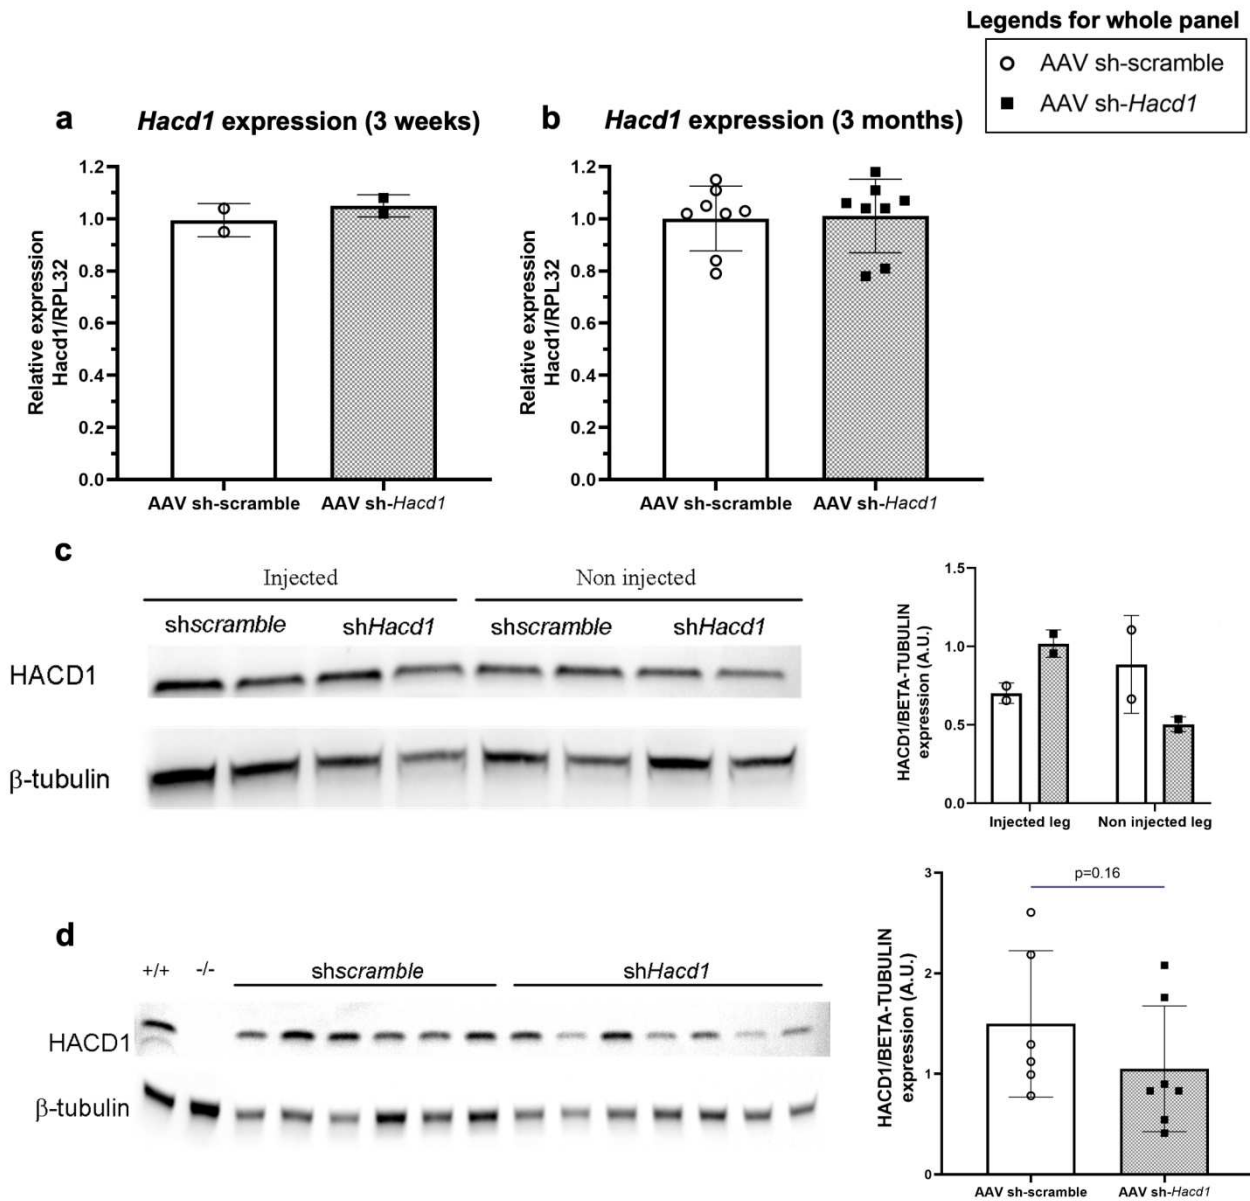 Legends for whole panel
AAV sh-scramble
AAV sh-Hacd1
a
Hacd1 expression (3 weeks)
Relative expression
Hacd1/RPL32
1.2
1.0
0.8
0.6
0.4
0.2
0.0
AAV sh-scramble
AAV sh-Hacd1
b
Hacd1 expression (3 months)
Relative expression
Hacd1/RPL32
1.2
1.0
0.8
0.6
0.4
0.2
0.0
AAV sh-scramble
AAV sh-Hacd1
c
Injected
Non injected
shscramble
shHacd1
shscramble
shHacd1
HACD1
β-tubulin
HACD1/BETA-TUBULIN
expression (A.U.)
1.5
1.0
0.5
0.0
Injected leg
Non injected leg
d
+/+
-/-
shscramble
shHacd1
HACD1
β-tubulin
HACD1/BETA-TUBULIN
expression (A.U.)
3
2
1
0
p=0.16
AAV sh-scramble
AAV sh-Hacd1